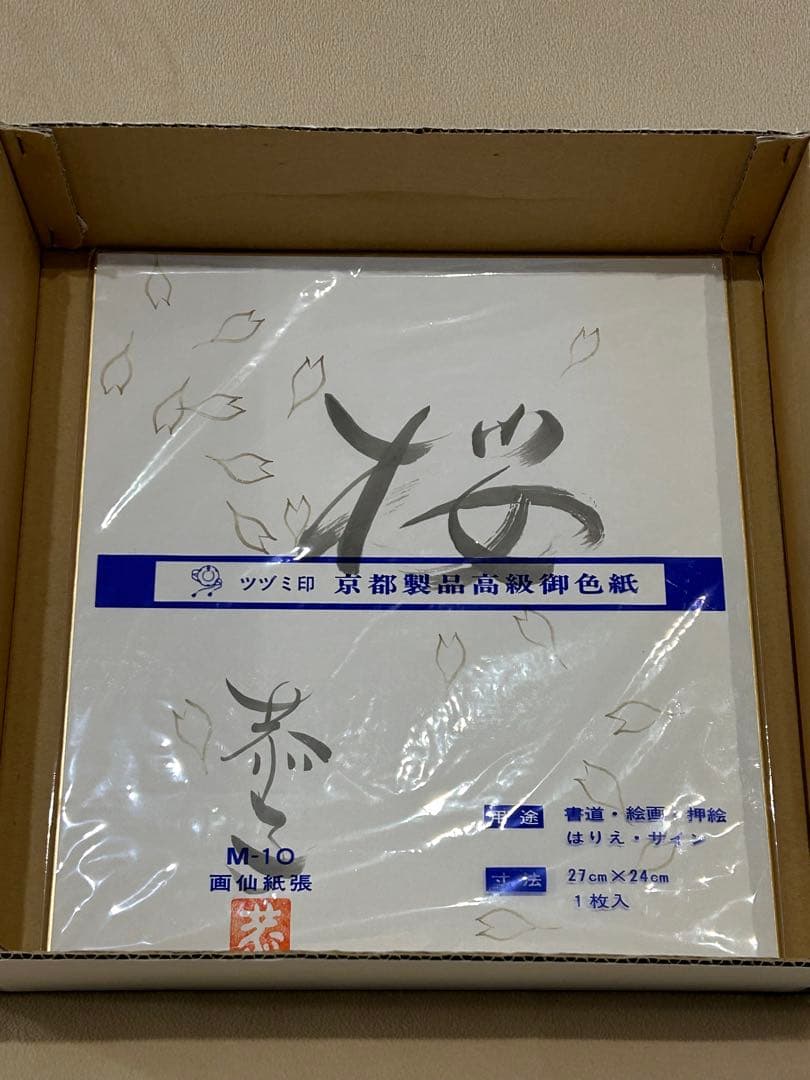 桜
ツヅミ印 京都製品高級御色紙
恭子
M-10
画仙紙張
恭
用途 書道・絵画・押絵
はりえ・サイン
寸法 27cm×24cm
1枚入